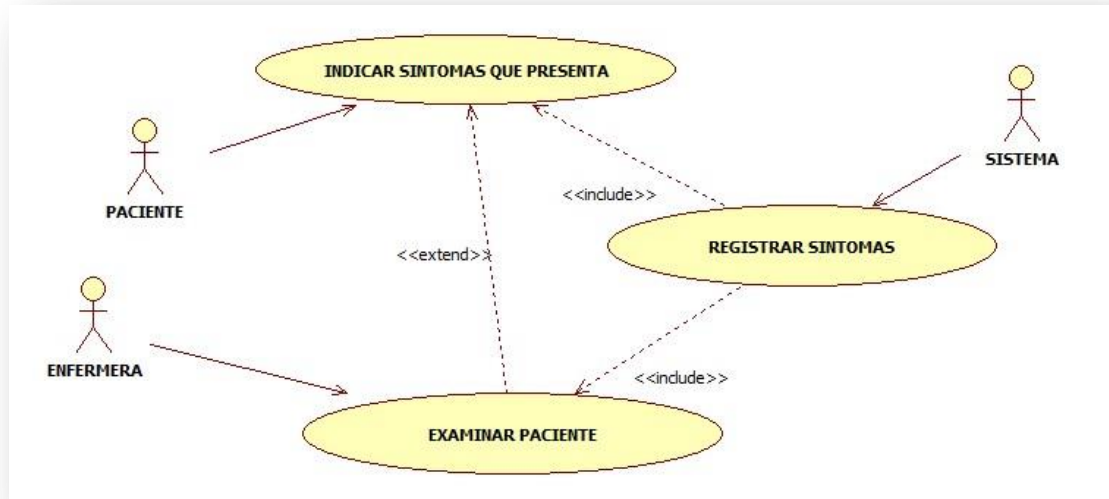 INDICAR SINTOMAS QUE PRESENTA
SISTEMA
PACIENTE
<<include>>
REGISTRAR SINTOMAS
<<extend>>
ENFERMERA
<<include>>
EXAMINAR PACIENTE